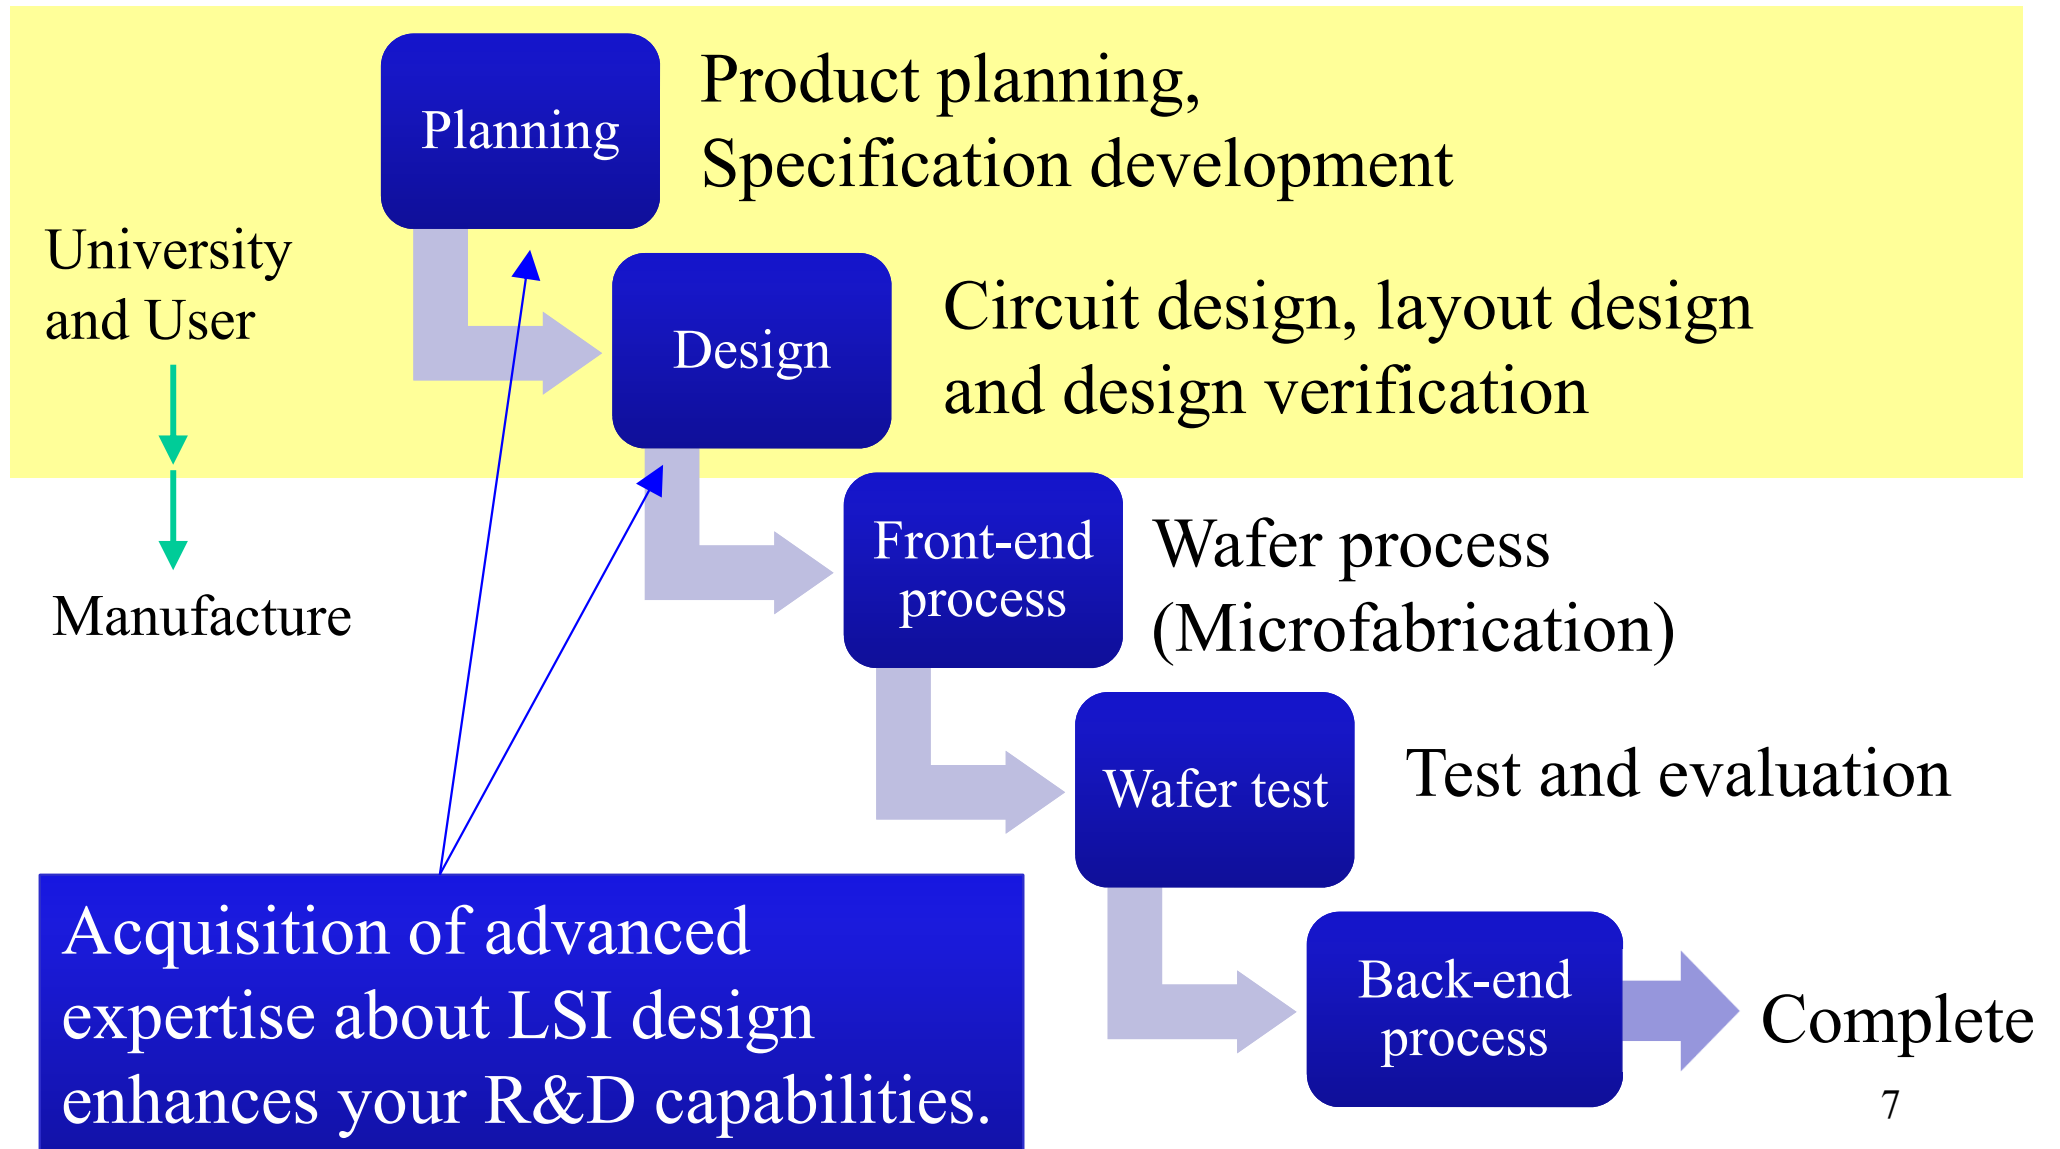 Planning
Product planning,
Specification development
University
and User
Design
Circuit design, layout design
and design verification
Manufacture
Front-end
process
Wafer process
(Microfabrication)
Wafer test
Test and evaluation
Acquisition of advanced
expertise about LSI design
enhances your R&D capabilities.
Back-end
process
Complete
7